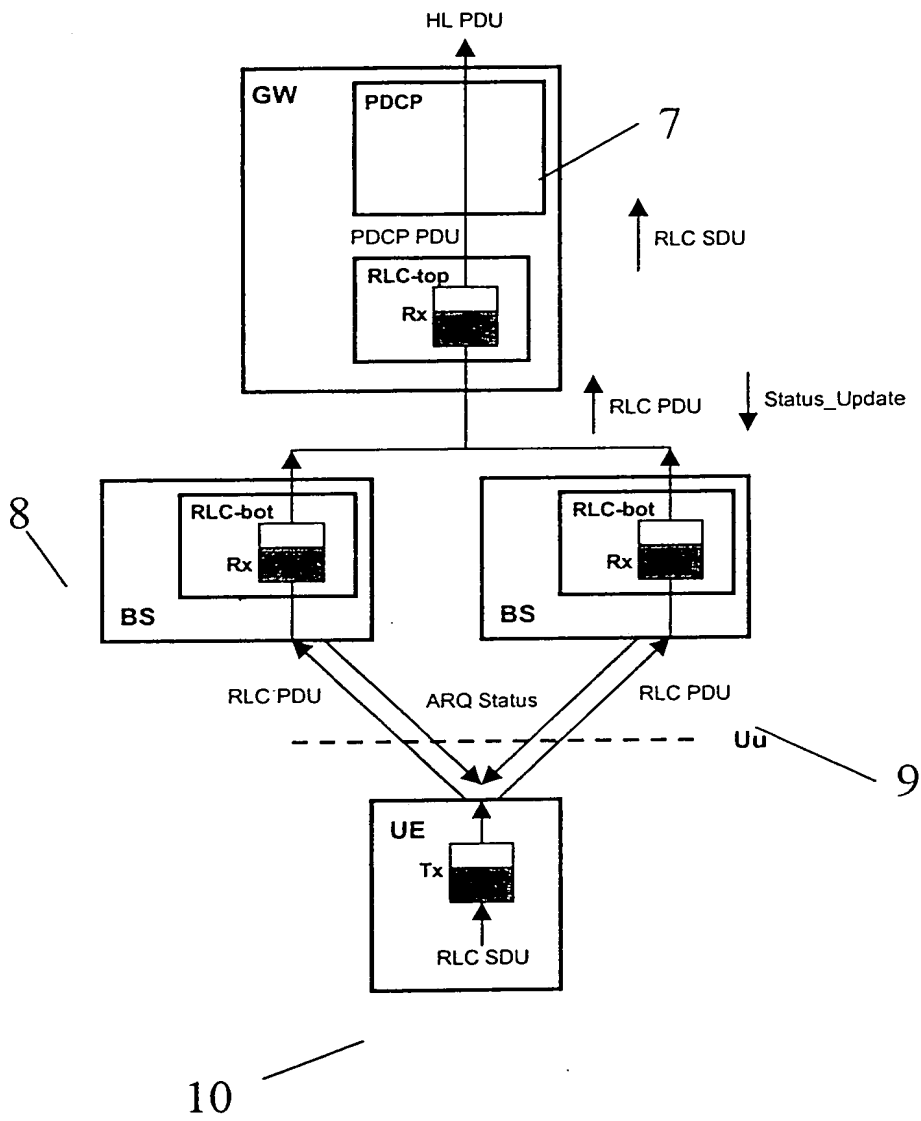 HL PDU
GW
PDCP
7
PDCP PDU
RLC SDU
RLC-top
Rx
RLC PDU
Status_Update
8
RLC-bot
Rx
BS
RLC-bot
Rx
BS
RLC PDU
ARQ Status
RLC PDU
Uu
9
UE
Tx
RLC SDU
10